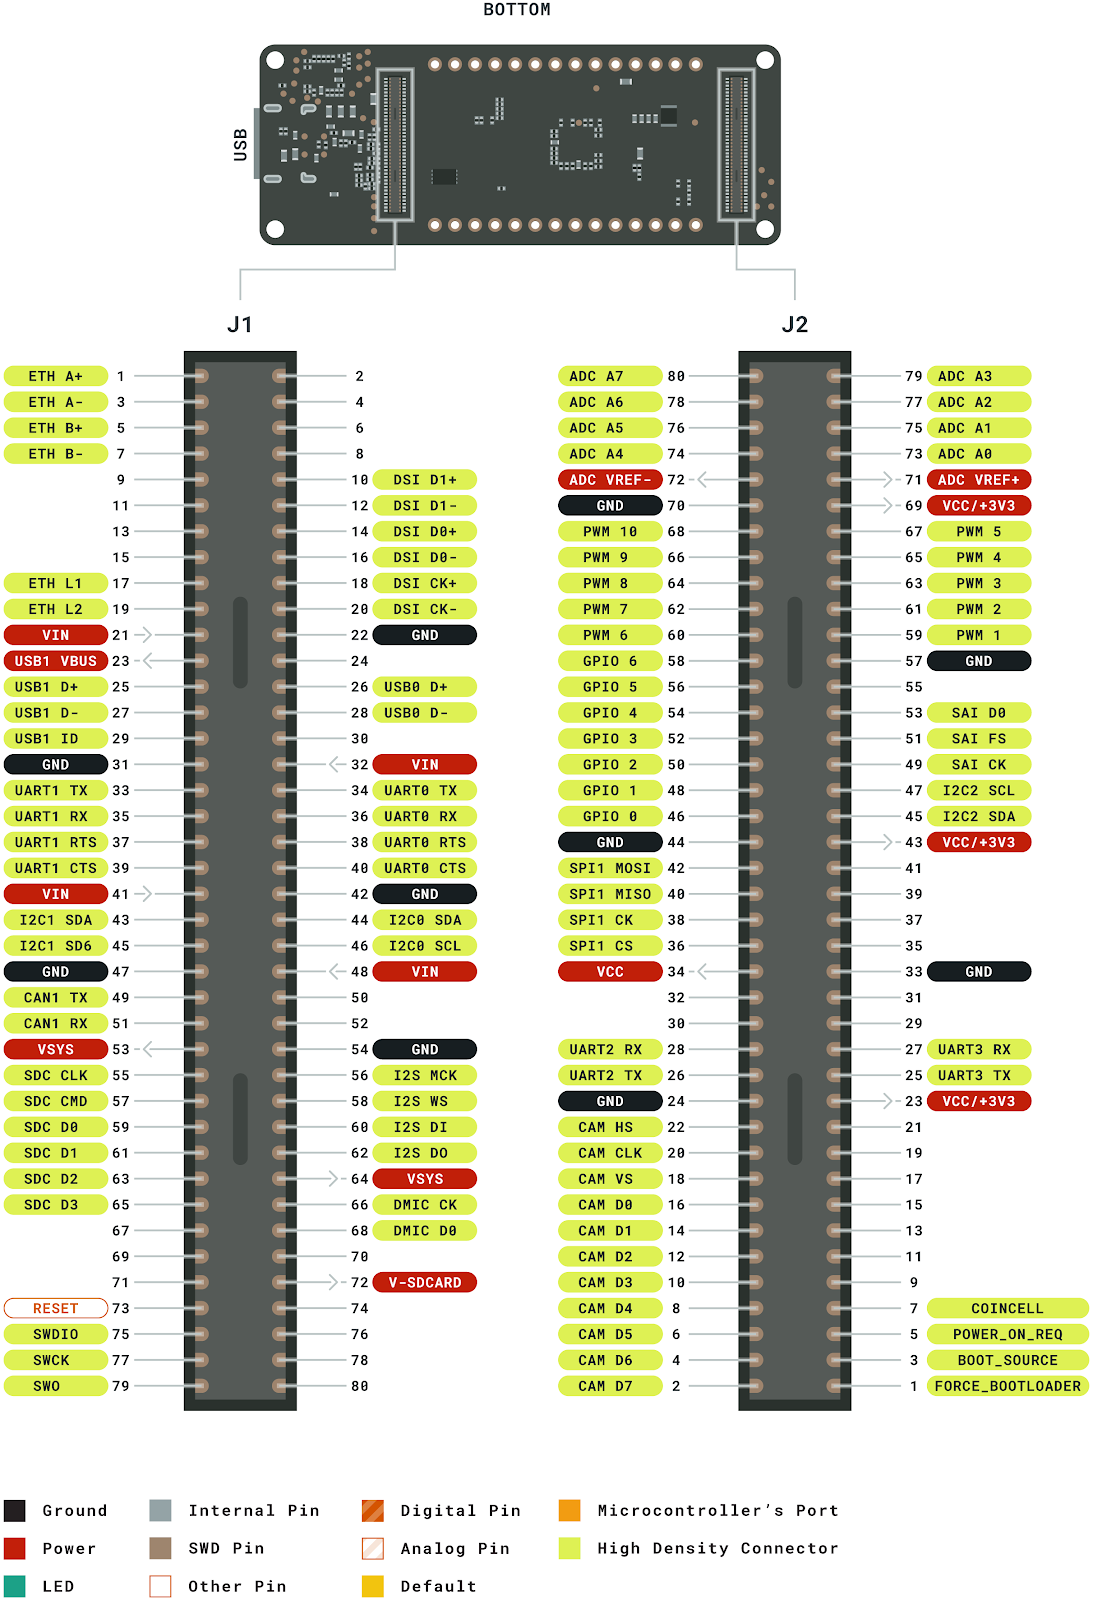 BOTTOM
USB
J1 J2
ETH A+ 1 2 ADC A7 80 79 ADC A3
ETH A- 3 4 ADC A6 78 77 ADC A2
ETH B+ 5 6 ADC A5 76 75 ADC A1
ETH B- 7 8 ADC A4 74 73 ADC A0
9 10 DSI D1+ ADC VREF- 72 71 ADC VREF+
11 12 DSI D1- GND 70 69 VCC/+3V3
13 14 DSI D0+ PWM 10 68 67 PWM 5
15 16 DSI D0- PWM 9 66 65 PWM 4
ETH L1 17 18 DSI CK+ PWM 8 64 63 PWM 3
ETH L2 19 20 DSI CK- PWM 7 62 61 PWM 2
VIN 21 22 GND PWM 6 60 59 PWM 1
USB1 VBUS 23 24 GPIO 6 58 57 GND
USB1 D+ 25 26 USB0 D+ GPIO 5 56 55
USB1 D- 27 28 USB0 D- GPIO 4 54 53 SAI D0
USB1 ID 29 30 GPIO 3 52 51 SAI FS
GND 31 32 VIN GPIO 2 50 49 SAI CK
UART1 TX 33 34 UART0 TX GPIO 1 48 47 I2C2 SCL
UART1 RX 35 36 UART0 RX GPIO 0 46 45 I2C2 SDA
UART1 RTS 37 38 UART0 RTS GND 44 43 VCC/+3V3
UART1 CTS 39 40 UART0 CTS SPI1 MOSI 42 41
VIN 41 42 GND SPI1 MISO 40 39
I2C1 SDA 43 44 I2C0 SDA SPI1 CK 38 37
I2C1 SD6 45 46 I2C0 SCL SPI1 CS 36 35
GND 47 48 VIN VCC 34 33 GND
CAN1 TX 49 50 32 31
CAN1 RX 51 52 30 29
VSYS 53 54 GND UART2 RX 28 27 UART3 RX
SDC CLK 55 56 I2S MCK UART2 TX 26 25 UART3 TX
SDC CMD 57 58 I2S WS GND 24 23 VCC/+3V3
SDC D0 59 60 I2S DI CAM HS 22 21
SDC D1 61 62 I2S DO CAM CLK 20 19
SDC D2 63 64 VSYS CAM VS 18 17
SDC D3 65 66 DMIC CK CAM D0 16 15
67 68 DMIC D0 CAM D1 14 13
69 70 CAM D2 12 11
71 72 V-SDCARD CAM D3 10 9
RESET 73 74 CAM D4 8 7 COINCELL
SWDIO 75 76 CAM D5 6 5 POWER_ON_REQ
SWCK 77 78 CAM D6 4 3 BOOT_SOURCE
SWO 79 80 CAM D7 2 1 FORCE_BOOTLOADER
Ground Internal Pin Digital Pin Microcontroller's Port
Power SWD Pin Analog Pin High Density Connector
LED Other Pin Default